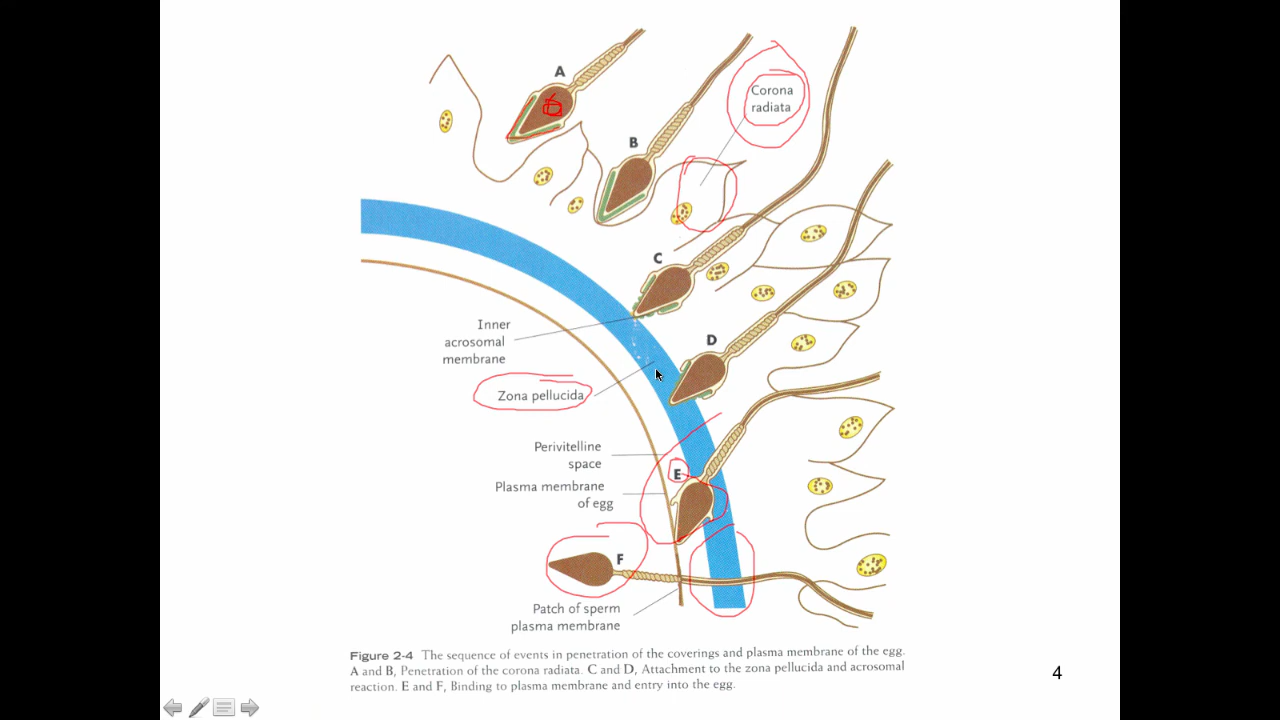 A
Corona
radiata
B
C
Inner
acrosomal
membrane
D
Zona pellucida
Perivitelline
space
E
Plasma membrane
of egg
F
Patch of sperm
plasma membrane
Figure 2-4 The sequence of events in penetration of the coverings and plasma membrane of the egg.
A and B, Penetration of the corona radiata. C and D, Attachment to the zona pellucida and acrosomal
reaction. E and F, Binding to plasma membrane and entry into the egg.
4